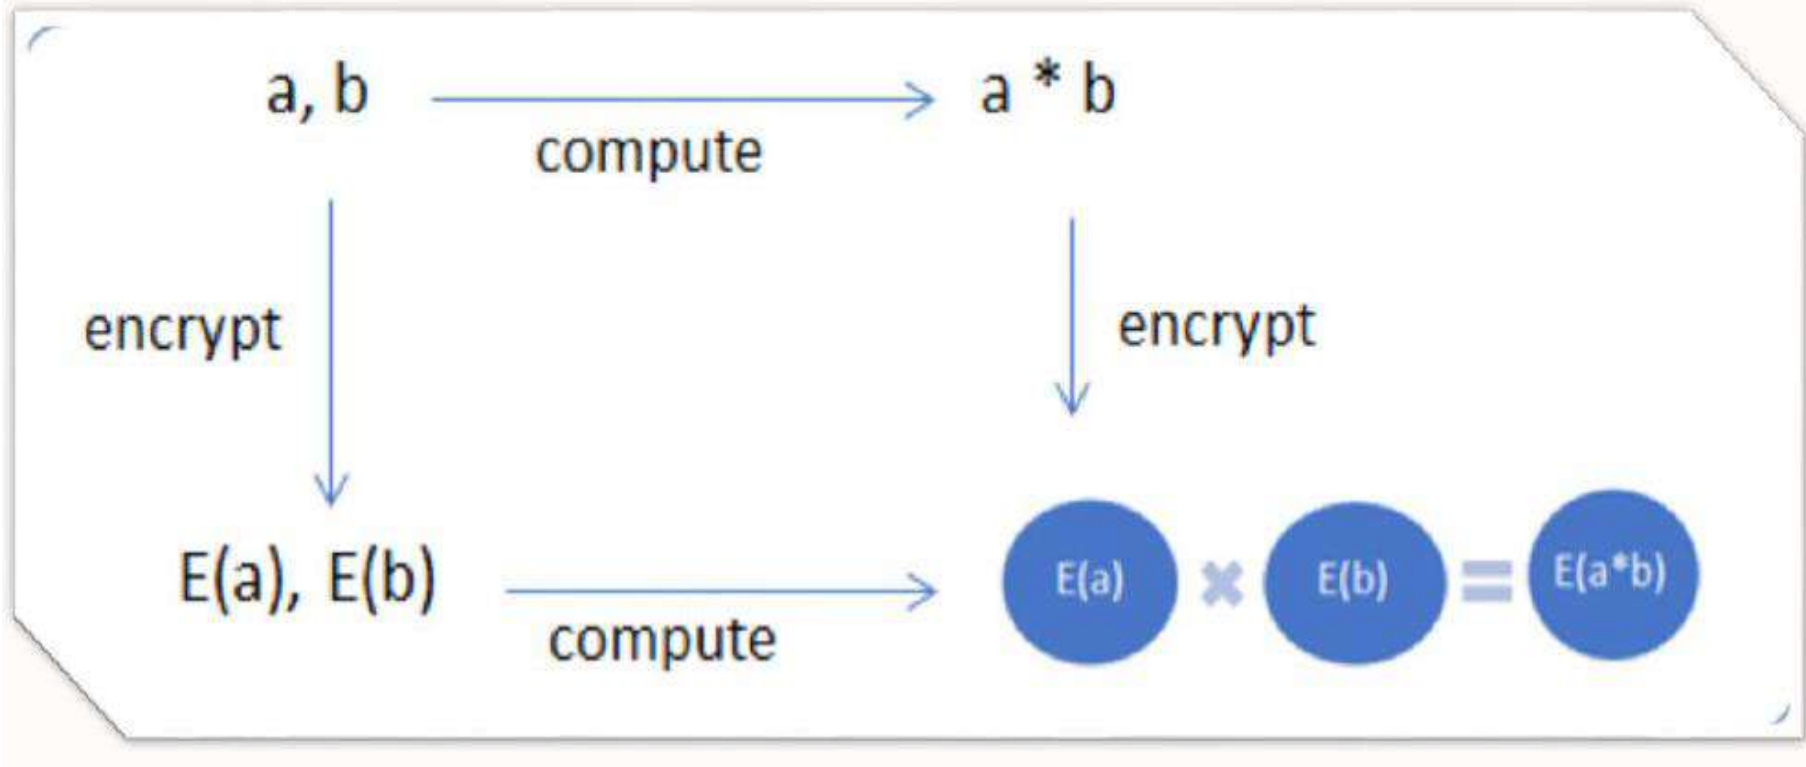 a, b
a * b
compute
encrypt
encrypt
E(a), E(b)
E(a) × E(b) = E(a*b)
compute